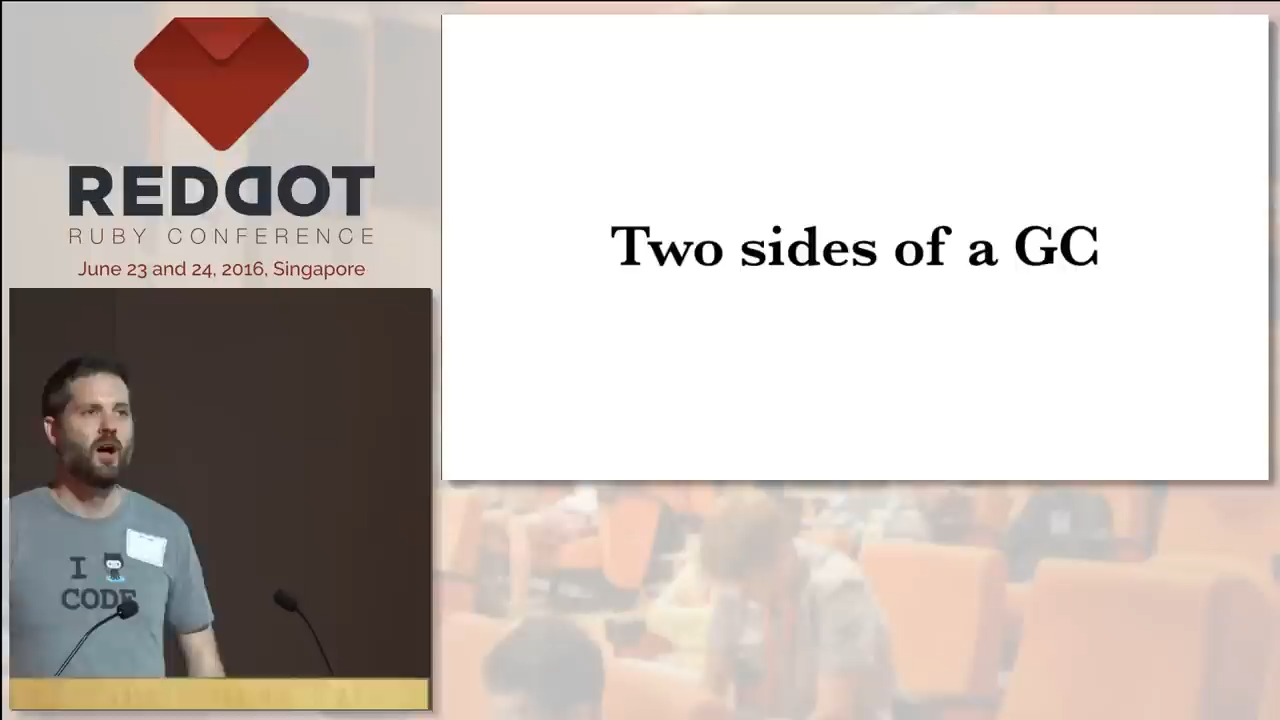 REDDOT
RUBY CONFERENCE
June 23 and 24, 2016, Singapore
Two sides of a GC
I
CODE